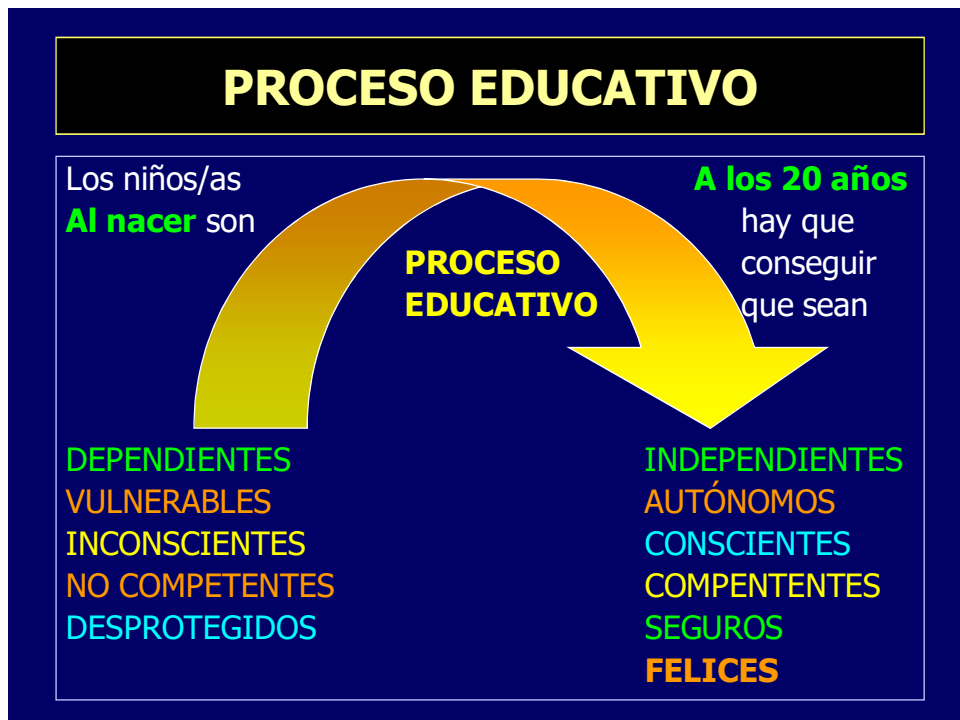 PROCESO EDUCATIVO
Los niños/as
Al nacer son
A los 20 años
hay que
conseguir
que sean
PROCESO
EDUCATIVO
DEPENDIENTES
VULNERABLES
INCONSCIENTES
NO COMPETENTES
DESPROTEGIDOS
INDEPENDIENTES
AUTÓNOMOS
CONSCIENTES
COMPENTENTES
SEGUROS
FELICES